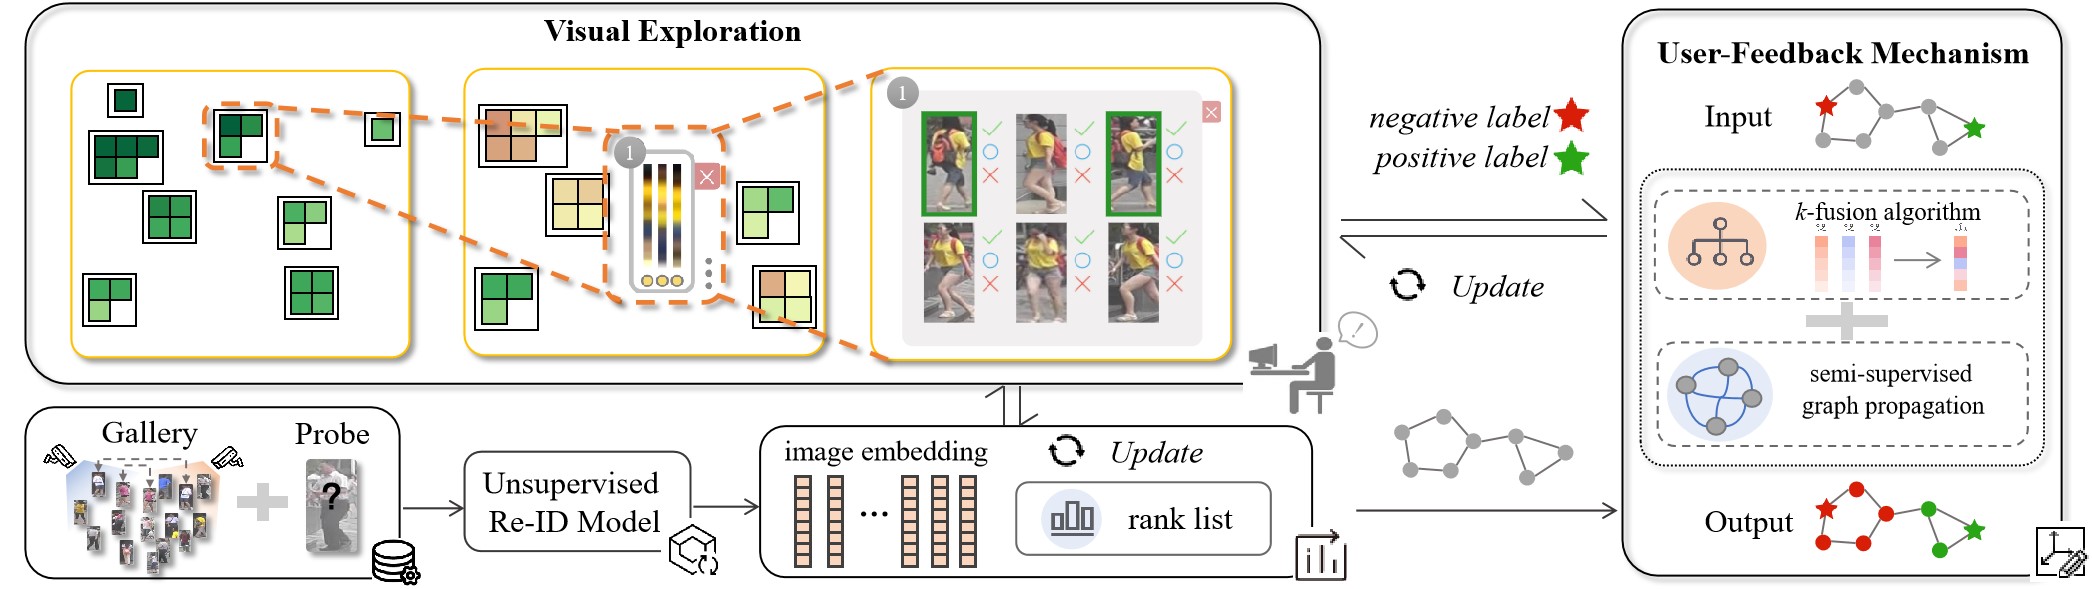 Visual Exploration
1
1
negative label
positive label
Update
User-Feedback Mechanism
Input
k-fusion algorithm
semi-supervised
graph propagation
Output
Gallery
Probe
?
Unsupervised
Re-ID Model
image embedding
...
Update
rank list